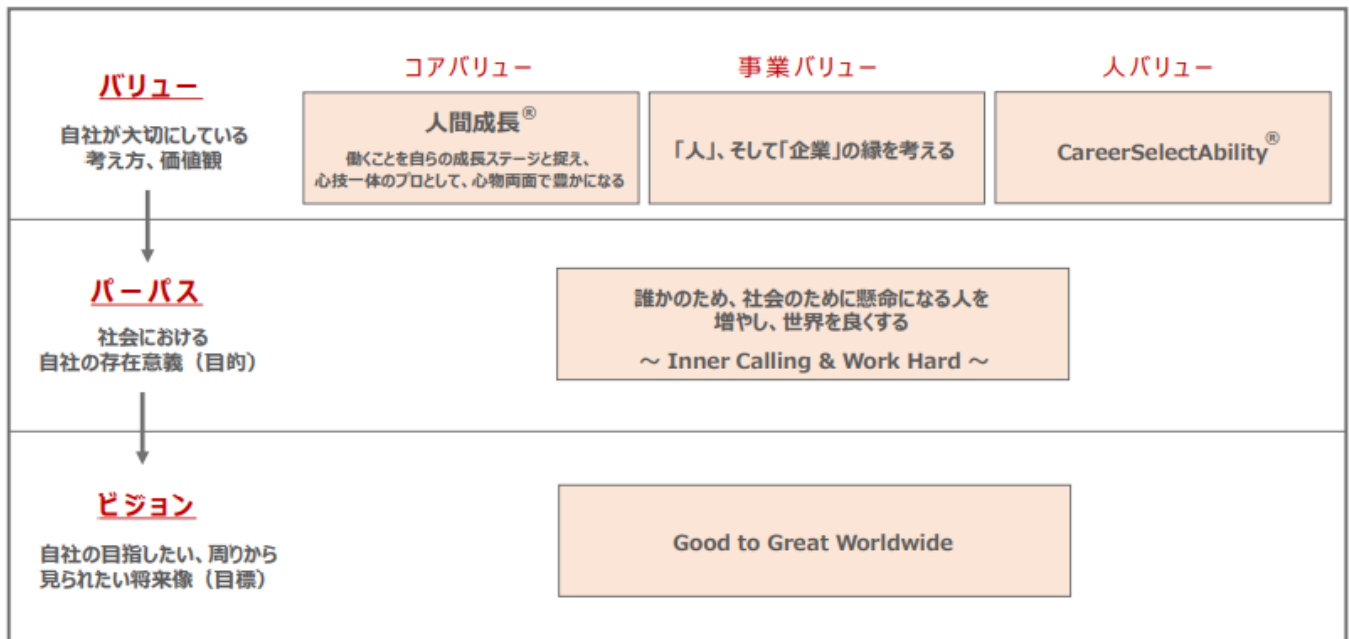 コアバリュー
事業バリュー
人バリュー
バリュー
自社が大切にしている
考え方、価値観
人間成長®
働くことを自らの成長ステージと捉え、
心技一体のプロとして、心物両面で豊かになる
「人」、そして「企業」の縁を考える
CareerSelectAbility®
パーパス
社会における
自社の存在意義（目的）
誰かのため、社会のために懸命になる人を
増やし、世界を良くする
～ Inner Calling & Work Hard ～
ビジョン
自社の目指したい、周りから
見られたい将来像（目標）
Good to Great Worldwide